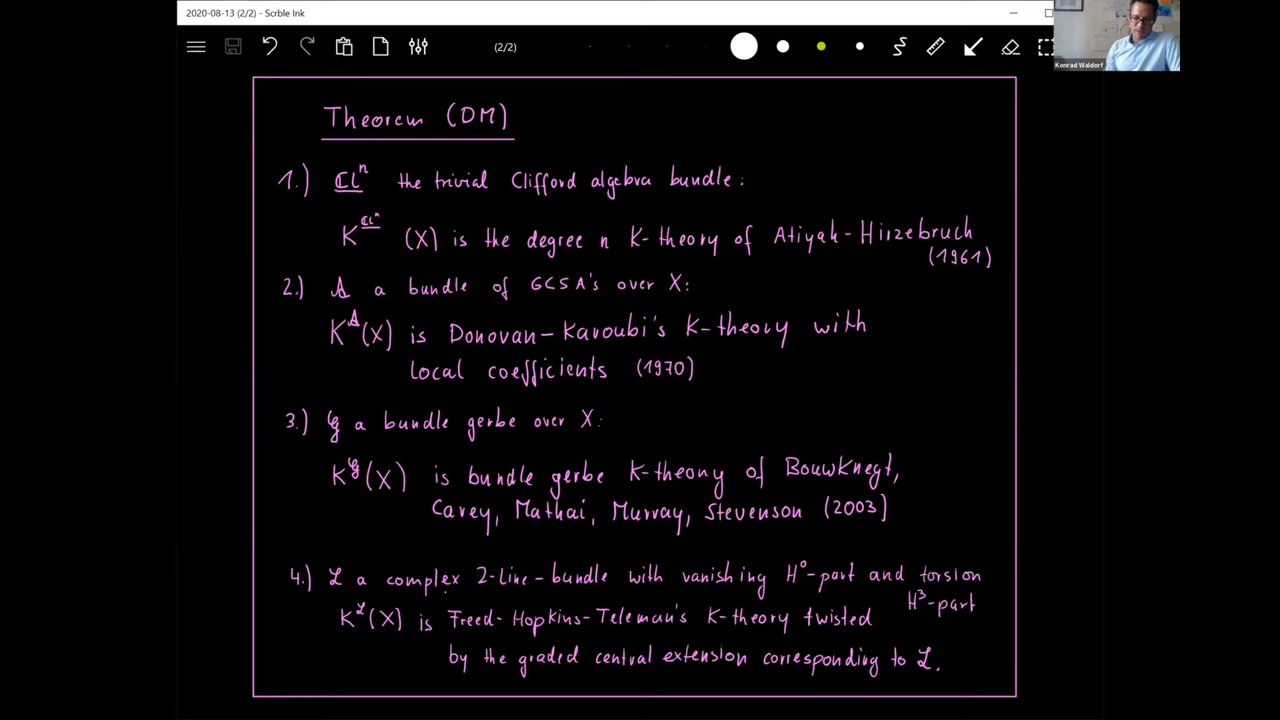 2020-08-13 (2/2) - Scrble Ink
(2/2)
Konrad Waldorf
Theorem (DM)
1.) Clⁿ the trivial Clifford algebra bundle:
K^Clⁿ (X) is the degree n K-theory of Atiyah-Hirzebruch
(1961)
2.) A a bundle of GCSA's over X:
K^A(X) is Donovan-Karoubi's K-theory with
local coefficients (1970)
3.) G a bundle gerbe over X:
K^G(X) is bundle gerbe K-theory of Bouwknegt,
Carey, Mathai, Murray, Stevenson (2003)
4.) L a complex 2-line-bundle with vanishing H⁰-part and torsion
H³-part
K^L(X) is Freed-Hopkins-Teleman's K-theory twisted
by the graded central extension corresponding to L.